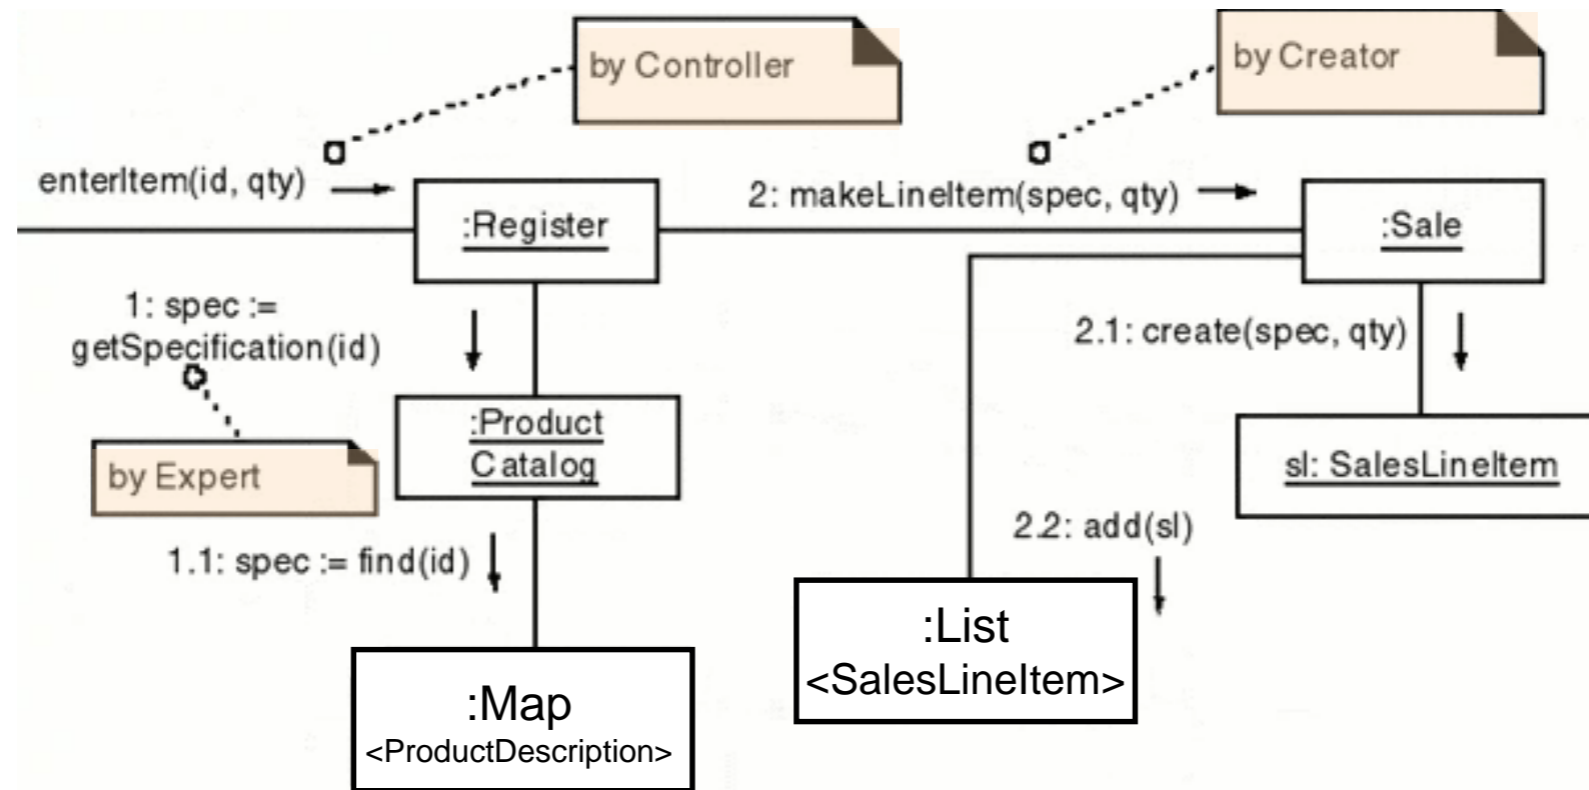 by Controller
by Creator
enterItem(id, qty)
2: makeLineItem(spec, qty)
:Register
:Sale
1: spec :=
getSpecification(id)
2.1: create(spec, qty)
:Product
Catalog
by Expert
sl: SalesLineItem
2.2: add(sl)
1.1: spec := find(id)
:List
<SalesLineItem>
:Map
<ProductDescription>